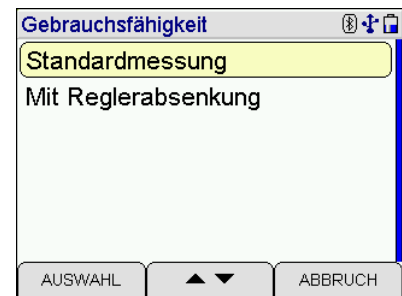 Gebrauchsfähigkeit
Standardmessung
Mit Reglerabsenkung
AUSWAHL ▲ ▼ ABBRUCH